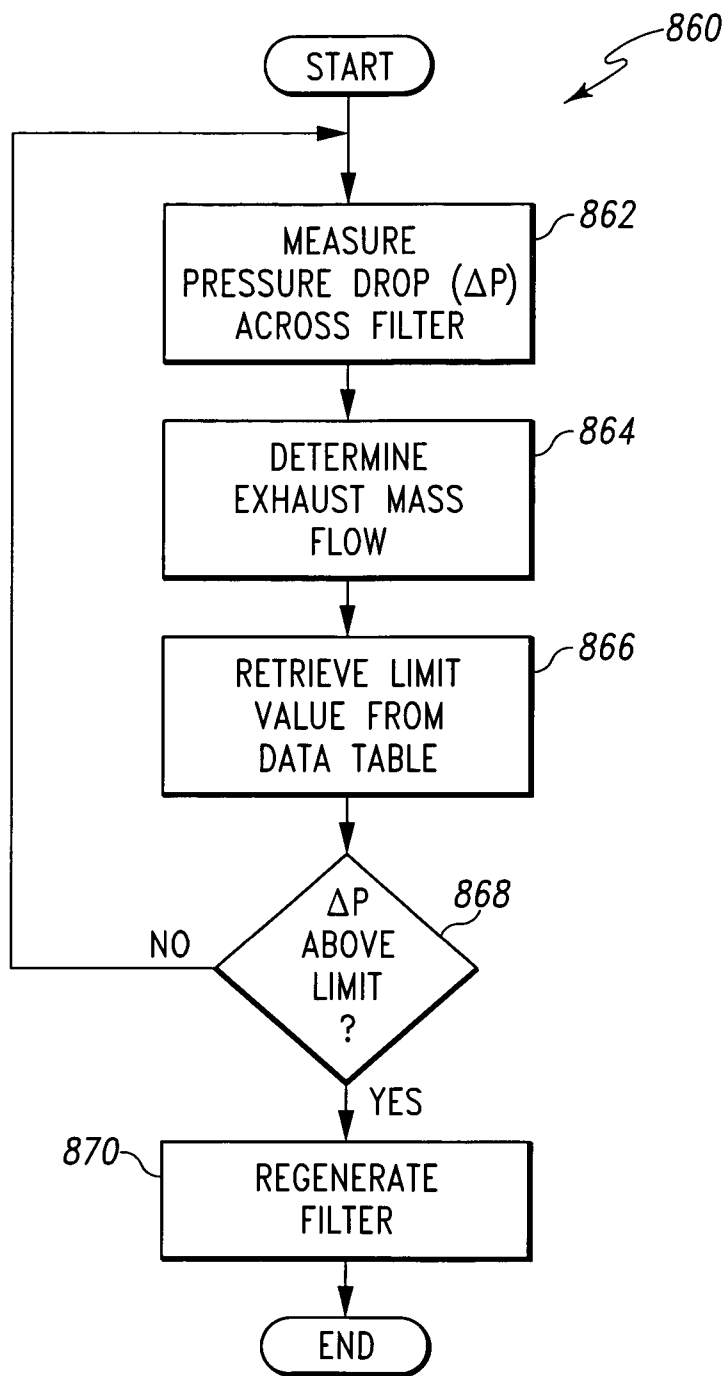 860
START
862
MEASURE
PRESSURE DROP (ΔP)
ACROSS FILTER
864
DETERMINE
EXHAUST MASS
FLOW
866
RETRIEVE LIMIT
VALUE FROM
DATA TABLE
868
ΔP
ABOVE
LIMIT
?
NO
YES
870
REGENERATE
FILTER
END